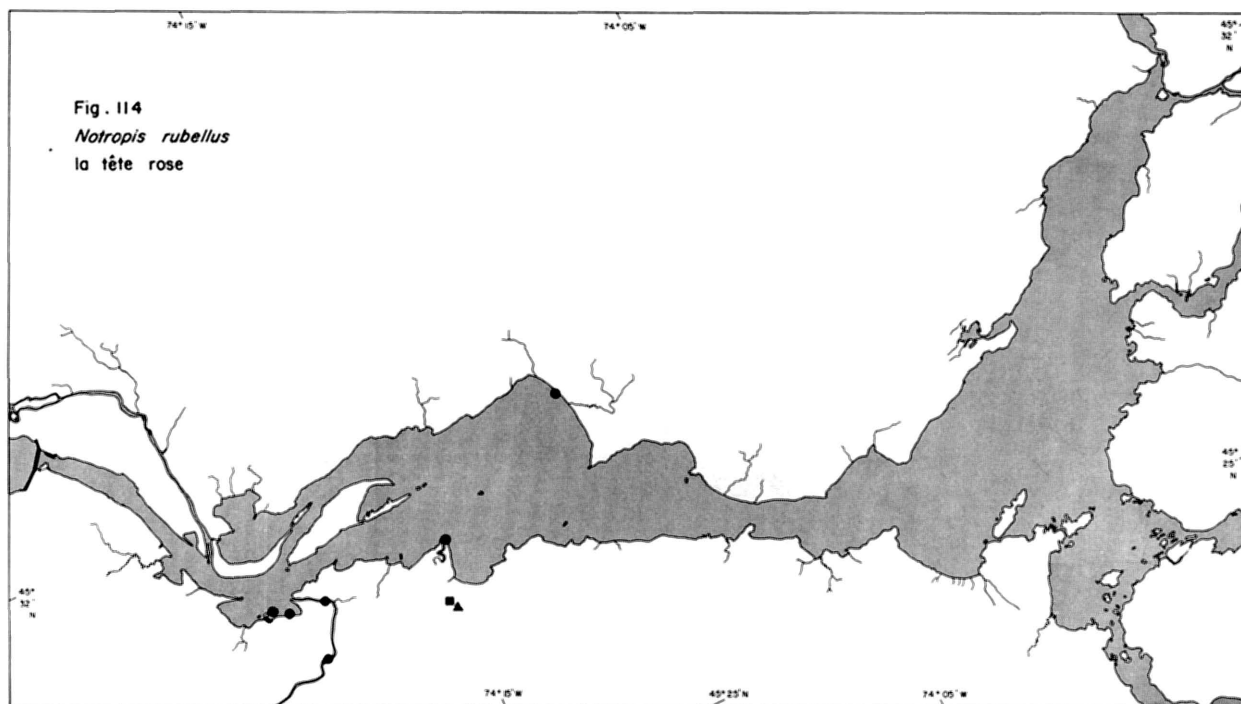 74° 15' W
74° 05' W
45°
32'
N
Fig. 114
Notropis rubellus
la tête rose
45°
25'
N
45°
32'
N
74° 15' W
45° 25' N
74° 05' W